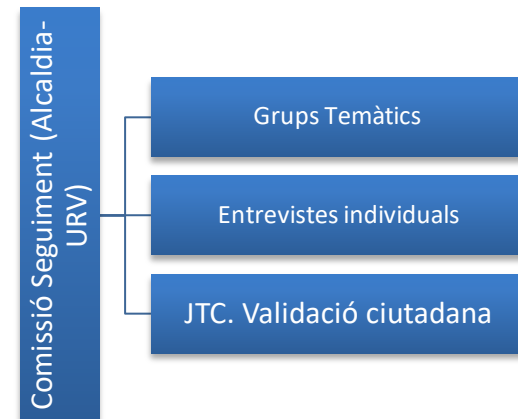 Comissió Seguiment (Alcaldia-
URV)
Grups Temàtics
Entrevistes individuals
JTC. Validació ciutadana